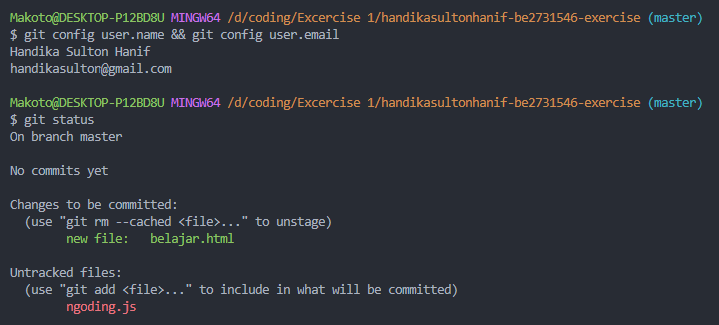 Makoto@DESKTOP-P12BD8U MINGW64 /d/coding/Excercise 1/handikasultonhanif-be2731546-exercise (master)
$ git config user.name && git config user.email
Handika Sulton Hanif
handikasulton@gmail.com
Makoto@DESKTOP-P12BD8U MINGW64 /d/coding/Excercise 1/handikasultonhanif-be2731546-exercise (master)
$ git status
On branch master
No commits yet
Changes to be committed:
(use "git rm --cached <file>..." to unstage)
new file:   belajar.html
Untracked files:
(use "git add <file>..." to include in what will be committed)
ngoding.js